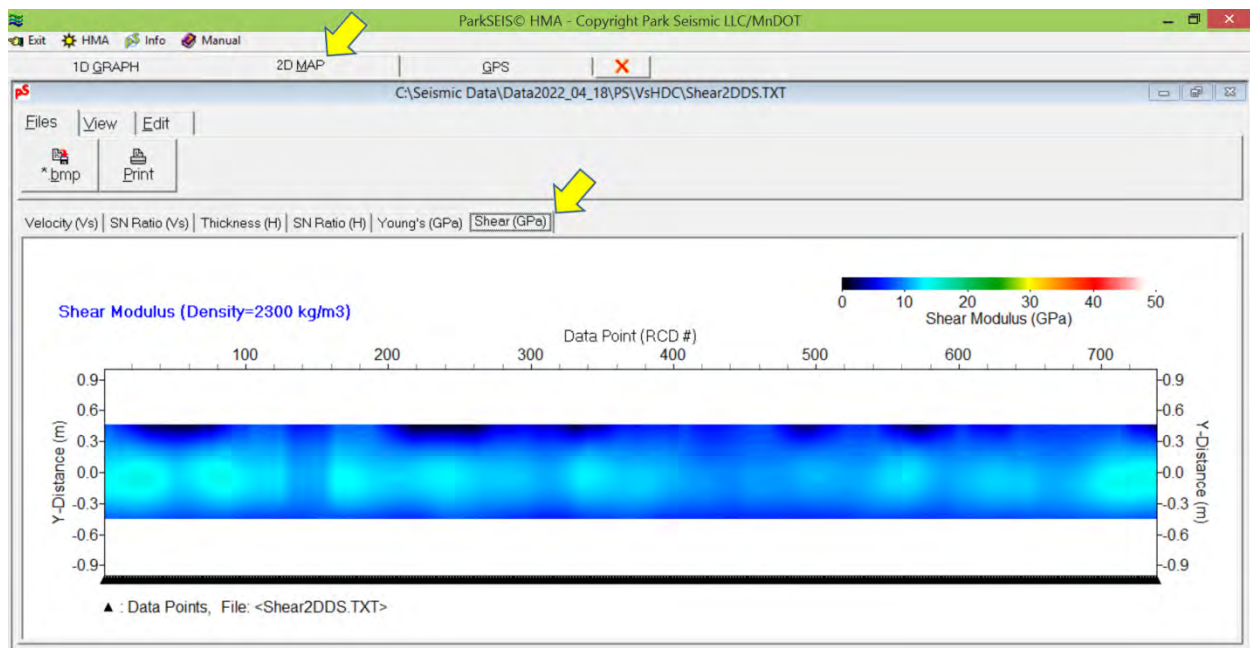 ParkSEIS© HMA - Copyright Park Seismic LLC/MnDOT
Exit HMA Info Manual
1D GRAPH 2D MAP GPS X
pS C:\Seismic Data\Data2022_04_18\PS\VsHDC\Shear2DDS.TXT
Files View Edit
*.bmp Print
Velocity (Vs) SN Ratio (Vs) Thickness (H) SN Ratio (H) Young's (GPa) Shear (GPa)
0 10 20 30 40 50
Shear Modulus (GPa)
Shear Modulus (Density=2300 kg/m3)
Data Point (RCD #)
100 200 300 400 500 600 700
Y-Distance (m)
0.9 0.9
0.6 0.6
0.3 0.3
0.0 0.0
-0.3 -0.3
-0.6 -0.6
-0.9 -0.9
Y-Distance (m)
▲ : Data Points, File: <Shear2DDS.TXT>